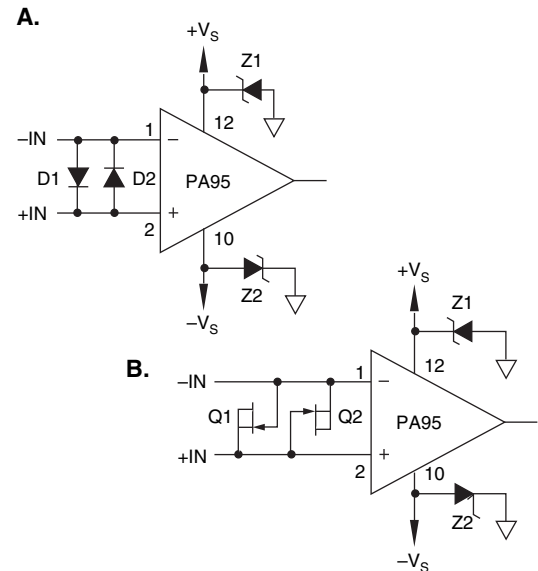 A.
+VS
Z1
12
–IN
1
–
D1
D2
PA95
+IN
+
2
10
Z2
–VS
B.
+VS
Z1
12
–IN
1
–
Q1
Q2
PA95
+IN
+
2
10
Z2
–VS